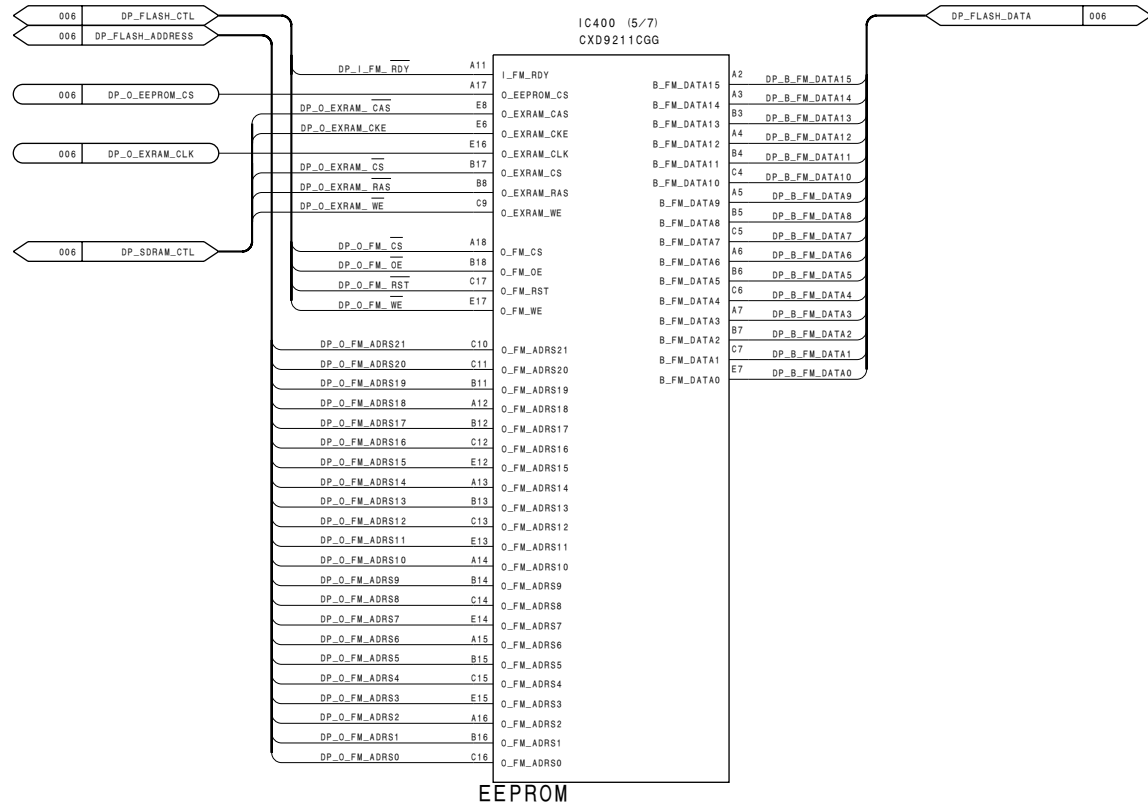 006 DP_FLASH_CTL
006 DP_FLASH_ADDRESS
006 DP_O_EEPROM_CS
006 DP_O_EXRAM_CLK
006 DP_SDRAM_CTL
IC400 (5/7)
CXD9211CGG
DP_FLASH_DATA 006
DP_I_FM_RDY A11 I_FM_RDY
A17 O_EEPROM_CS
DP_O_EXRAM_CAS E8 O_EXRAM_CAS
DP_O_EXRAM_CKE E6 O_EXRAM_CKE
E16 O_EXRAM_CLK
DP_O_EXRAM_CS B17 O_EXRAM_CS
DP_O_EXRAM_RAS B8 O_EXRAM_RAS
DP_O_EXRAM_WE C9 O_EXRAM_WE
DP_O_FM_CS A18 O_FM_CS
DP_O_FM_OE B18 O_FM_OE
DP_O_FM_RST C17 O_FM_RST
DP_O_FM_WE E17 O_FM_WE
DP_O_FM_ADRS21 C10 O_FM_ADRS21
DP_O_FM_ADRS20 C11 O_FM_ADRS20
DP_O_FM_ADRS19 B11 O_FM_ADRS19
DP_O_FM_ADRS18 A12 O_FM_ADRS18
DP_O_FM_ADRS17 B12 O_FM_ADRS17
DP_O_FM_ADRS16 C12 O_FM_ADRS16
DP_O_FM_ADRS15 E12 O_FM_ADRS15
DP_O_FM_ADRS14 A13 O_FM_ADRS14
DP_O_FM_ADRS13 B13 O_FM_ADRS13
DP_O_FM_ADRS12 C13 O_FM_ADRS12
DP_O_FM_ADRS11 E13 O_FM_ADRS11
DP_O_FM_ADRS10 A14 O_FM_ADRS10
DP_O_FM_ADRS9 B14 O_FM_ADRS9
DP_O_FM_ADRS8 C14 O_FM_ADRS8
DP_O_FM_ADRS7 E14 O_FM_ADRS7
DP_O_FM_ADRS6 A15 O_FM_ADRS6
DP_O_FM_ADRS5 B15 O_FM_ADRS5
DP_O_FM_ADRS4 C15 O_FM_ADRS4
DP_O_FM_ADRS3 E15 O_FM_ADRS3
DP_O_FM_ADRS2 A16 O_FM_ADRS2
DP_O_FM_ADRS1 B16 O_FM_ADRS1
DP_O_FM_ADRS0 C16 O_FM_ADRS0
B_FM_DATA15 A2 DP_B_FM_DATA15
B_FM_DATA14 A3 DP_B_FM_DATA14
B_FM_DATA13 B3 DP_B_FM_DATA13
B_FM_DATA12 A4 DP_B_FM_DATA12
B_FM_DATA11 B4 DP_B_FM_DATA11
B_FM_DATA10 C4 DP_B_FM_DATA10
B_FM_DATA9 A5 DP_B_FM_DATA9
B_FM_DATA8 B5 DP_B_FM_DATA8
B_FM_DATA7 C5 DP_B_FM_DATA7
B_FM_DATA6 A6 DP_B_FM_DATA6
B_FM_DATA5 B6 DP_B_FM_DATA5
B_FM_DATA4 C6 DP_B_FM_DATA4
B_FM_DATA3 A7 DP_B_FM_DATA3
B_FM_DATA2 B7 DP_B_FM_DATA2
B_FM_DATA1 C7 DP_B_FM_DATA1
B_FM_DATA0 E7 DP_B_FM_DATA0
EEPROM